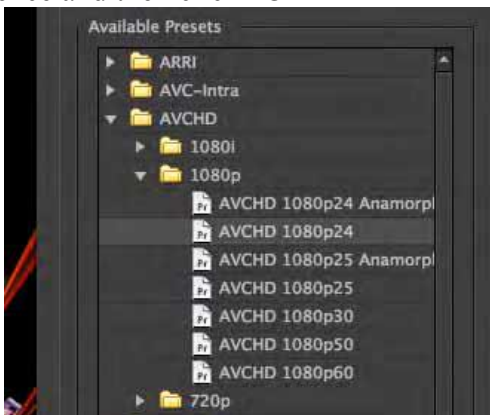 Available Presets
ARRI
AVC-Intra
AVCHD
1080i
1080p
AVCHD 1080p24 Anamorpl
AVCHD 1080p24
AVCHD 1080p25 Anamorpl
AVCHD 1080p25
AVCHD 1080p30
AVCHD 1080p50
AVCHD 1080p60
720p